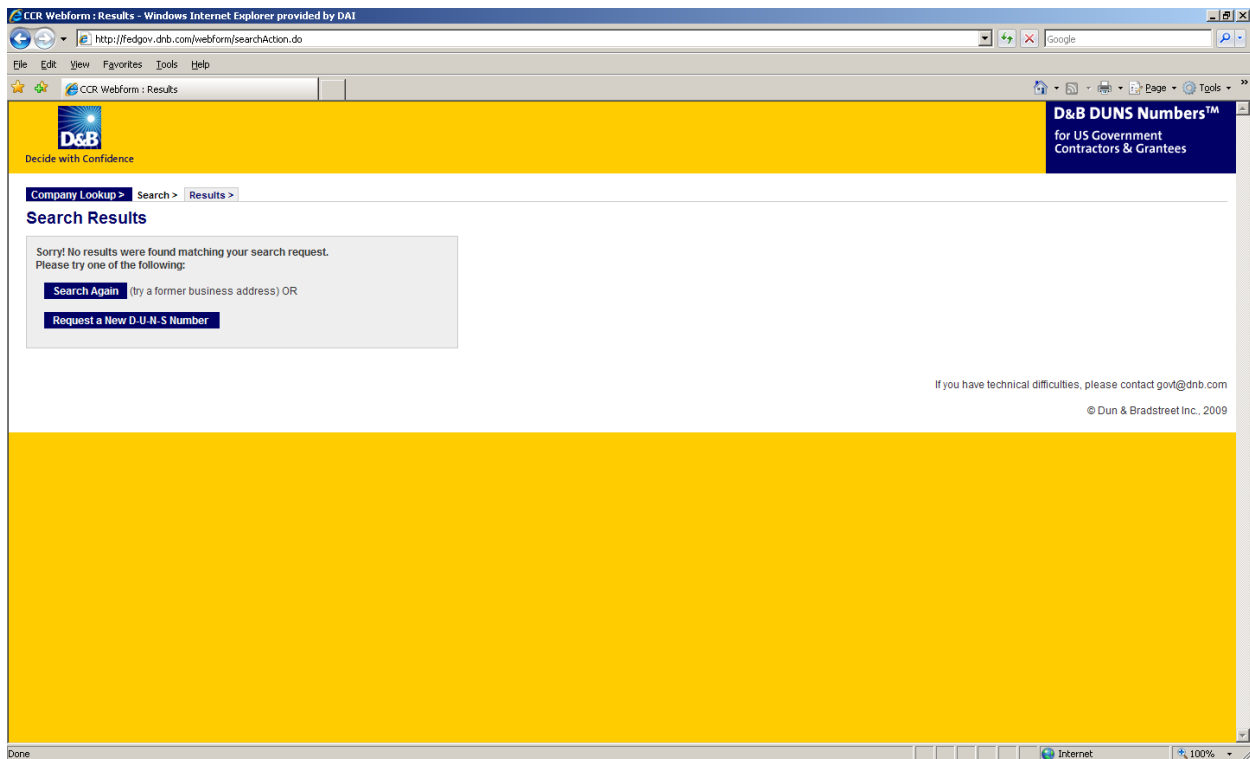 CCR Webform : Results - Windows Internet Explorer provided by DAI
http://fedgov.dnb.com/webform/searchAction.do
Google
File Edit View Favorites Tools Help
CCR Webform : Results
Page Tools
D&B
Decide with Confidence
D&B DUNS Numbers™
for US Government
Contractors & Grantees
Company Lookup > Search > Results >
Search Results
Sorry! No results were found matching your search request.
Please try one of the following:
Search Again (try a former business address) OR
Request a New D-U-N-S Number
If you have technical difficulties, please contact govt@dnb.com
© Dun & Bradstreet Inc., 2009
Done
Internet
100%